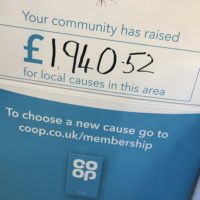 Your community has raised
£1940.52
for local causes in this area
To choose a new cause go to
coop.co.uk/membership
CO
OP